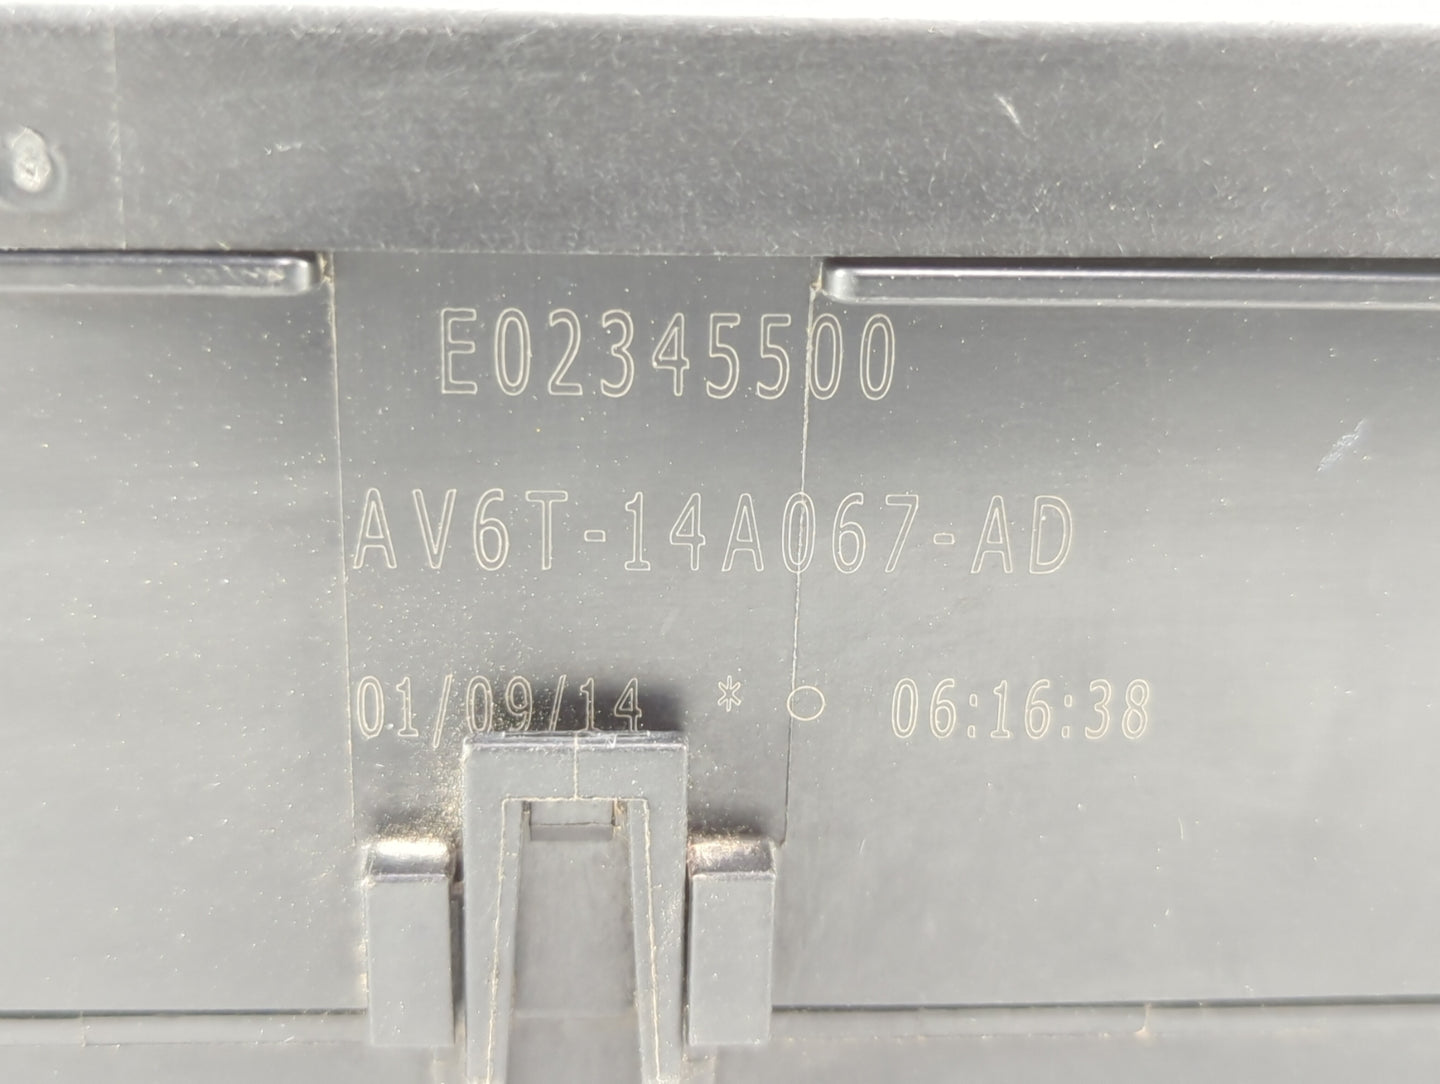 E02345500
AV6T-14A067-AD
01/09/14 * O 06:16:38